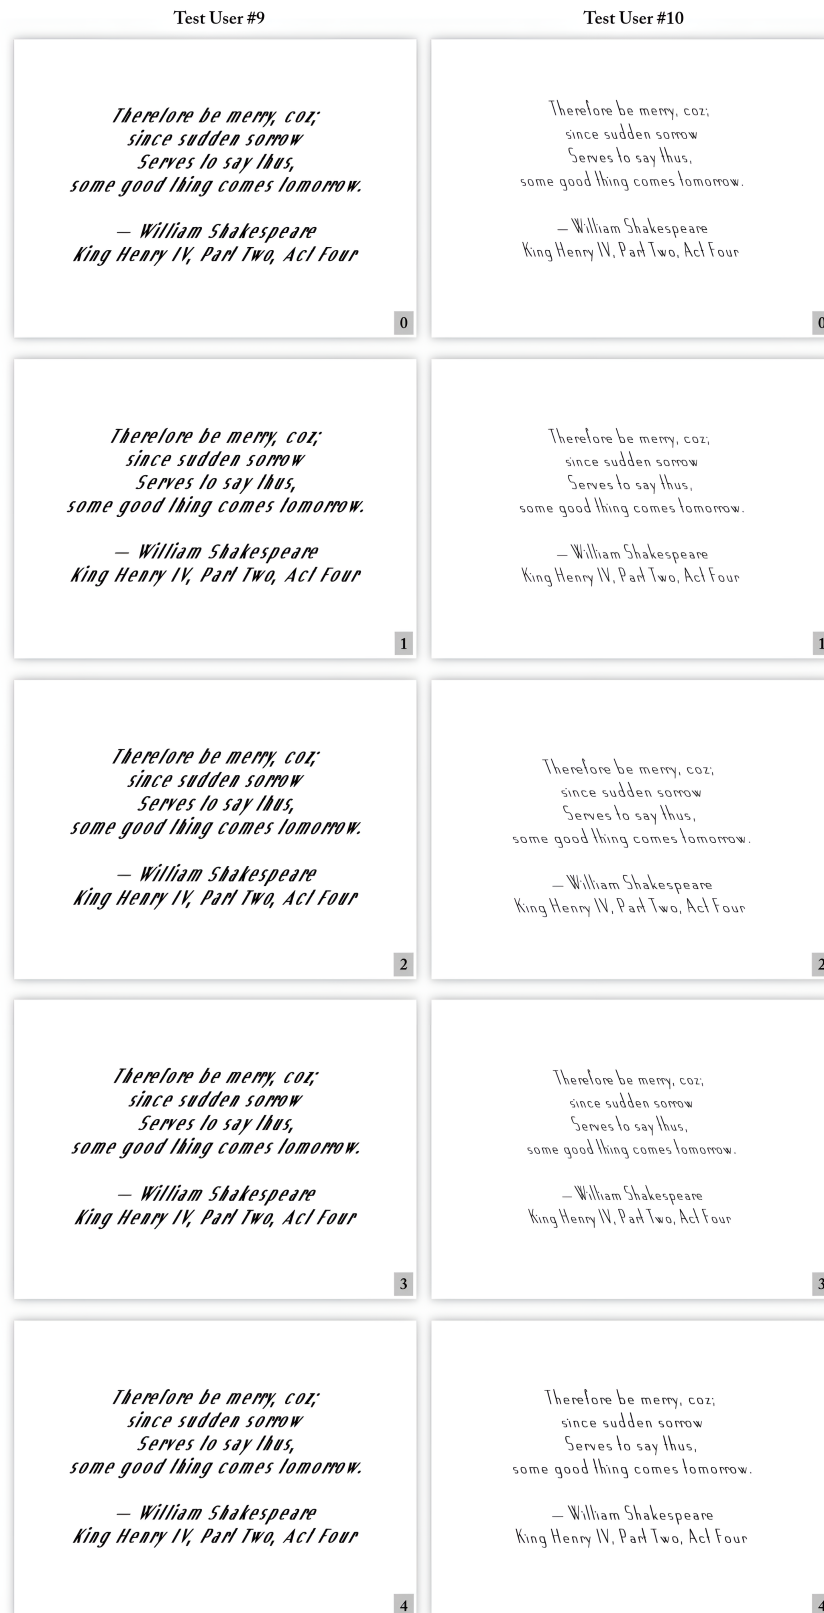 Test User #9
Therefore be merry, coz;
since sudden sorrow
Serves to say thus,
some good thing comes tomorrow.
— William Shakespeare
King Henry IV, Part Two, Act Four
0
Therefore be merry, coz;
since sudden sorrow
Serves to say thus,
some good thing comes tomorrow.
— William Shakespeare
King Henry IV, Part Two, Act Four
1
Therefore be merry, coz;
since sudden sorrow
Serves to say thus,
some good thing comes tomorrow.
— William Shakespeare
King Henry IV, Part Two, Act Four
2
Therefore be merry, coz;
since sudden sorrow
Serves to say thus,
some good thing comes tomorrow.
— William Shakespeare
King Henry IV, Part Two, Act Four
3
Therefore be merry, coz;
since sudden sorrow
Serves to say thus,
some good thing comes tomorrow.
— William Shakespeare
King Henry IV, Part Two, Act Four
4
Test User #10
Therefore be merry, coz;
since sudden sorrow
Serves to say thus,
some good thing comes tomorrow.
— William Shakespeare
King Henry IV, Part Two, Act Four
0
Therefore be merry, coz;
since sudden sorrow
Serves to say thus,
some good thing comes tomorrow.
— William Shakespeare
King Henry IV, Part Two, Act Four
1
Therefore be merry, coz;
since sudden sorrow
Serves to say thus,
some good thing comes tomorrow.
— William Shakespeare
King Henry IV, Part Two, Act Four
2
Therefore be merry, coz;
since sudden sorrow
Serves to say thus,
some good thing comes tomorrow.
— William Shakespeare
King Henry IV, Part Two, Act Four
3
Therefore be merry, coz;
since sudden sorrow
Serves to say thus,
some good thing comes tomorrow.
— William Shakespeare
King Henry IV, Part Two, Act Four
4